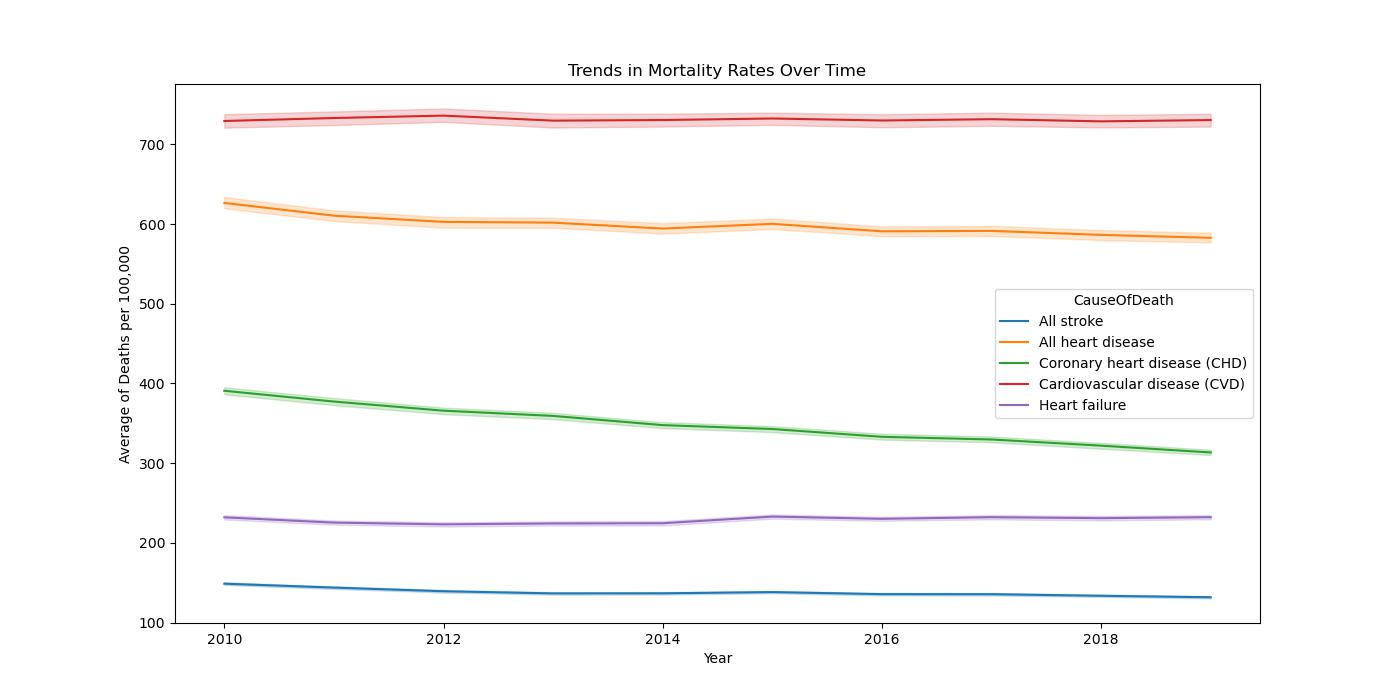 Trends in Mortality Rates Over Time
700
600
500
400
300
200
100
Average of Deaths per 100,000
CauseOfDeath
All stroke
All heart disease
Coronary heart disease (CHD)
Cardiovascular disease (CVD)
Heart failure
2010 2012 2014 2016 2018
Year